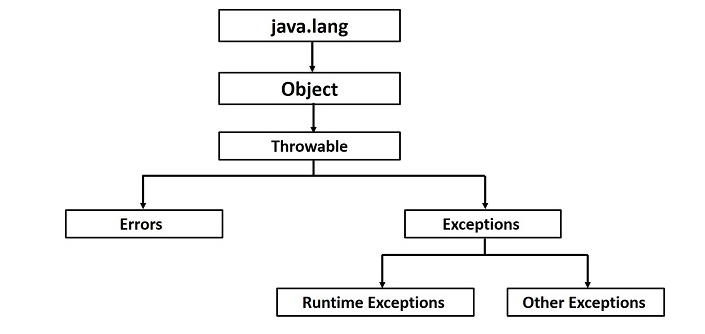 java.lang
Object
Throwable
Errors
Exceptions
Runtime Exceptions
Other Exceptions